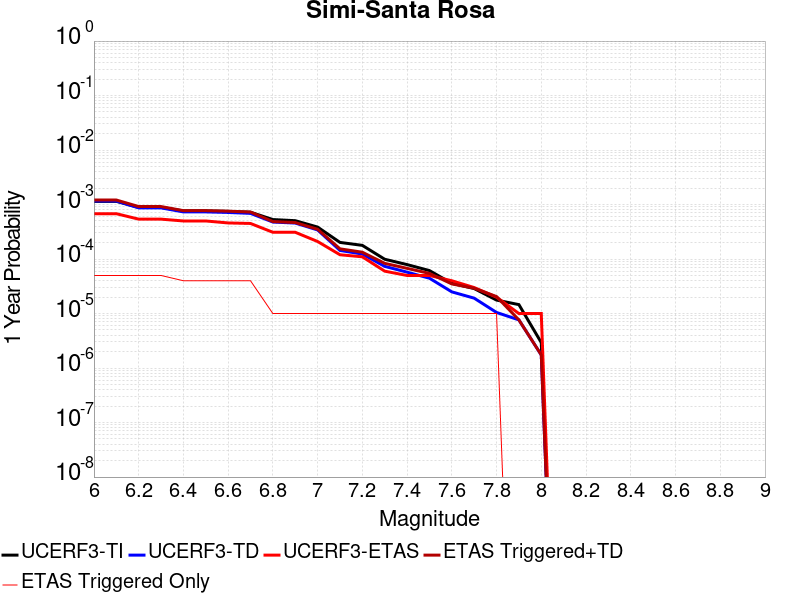 Simi-Santa Rosa
10^0
10^-1
10^-2
10^-3
10^-4
10^-5
10^-6
10^-7
10^-8
1 Year Probability
6 6.2 6.4 6.6 6.8 7 7.2 7.4 7.6 7.8 8 8.2 8.4 8.6 8.8 9
Magnitude
UCERF3-TI UCERF3-TD UCERF3-ETAS ETAS Triggered+TD
ETAS Triggered Only